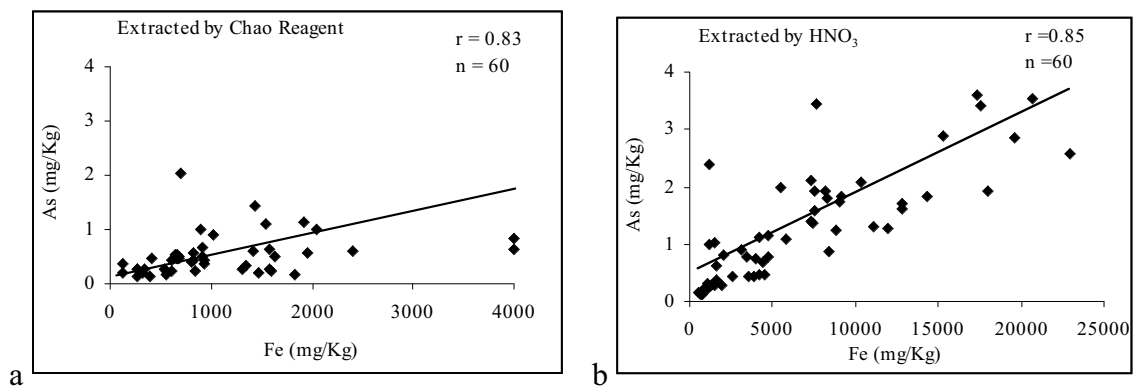 Extracted by Chao Reagent
r = 0.83
n = 60
4
3
2
1
0
As (mg/Kg)
0 1000 2000 3000 4000
Fe (mg/Kg)
a
Extracted by HNO₃
r =0.85
n =60
4
3
2
1
0
As (mg/Kg)
0 5000 10000 15000 20000 25000
Fe (mg/Kg)
b